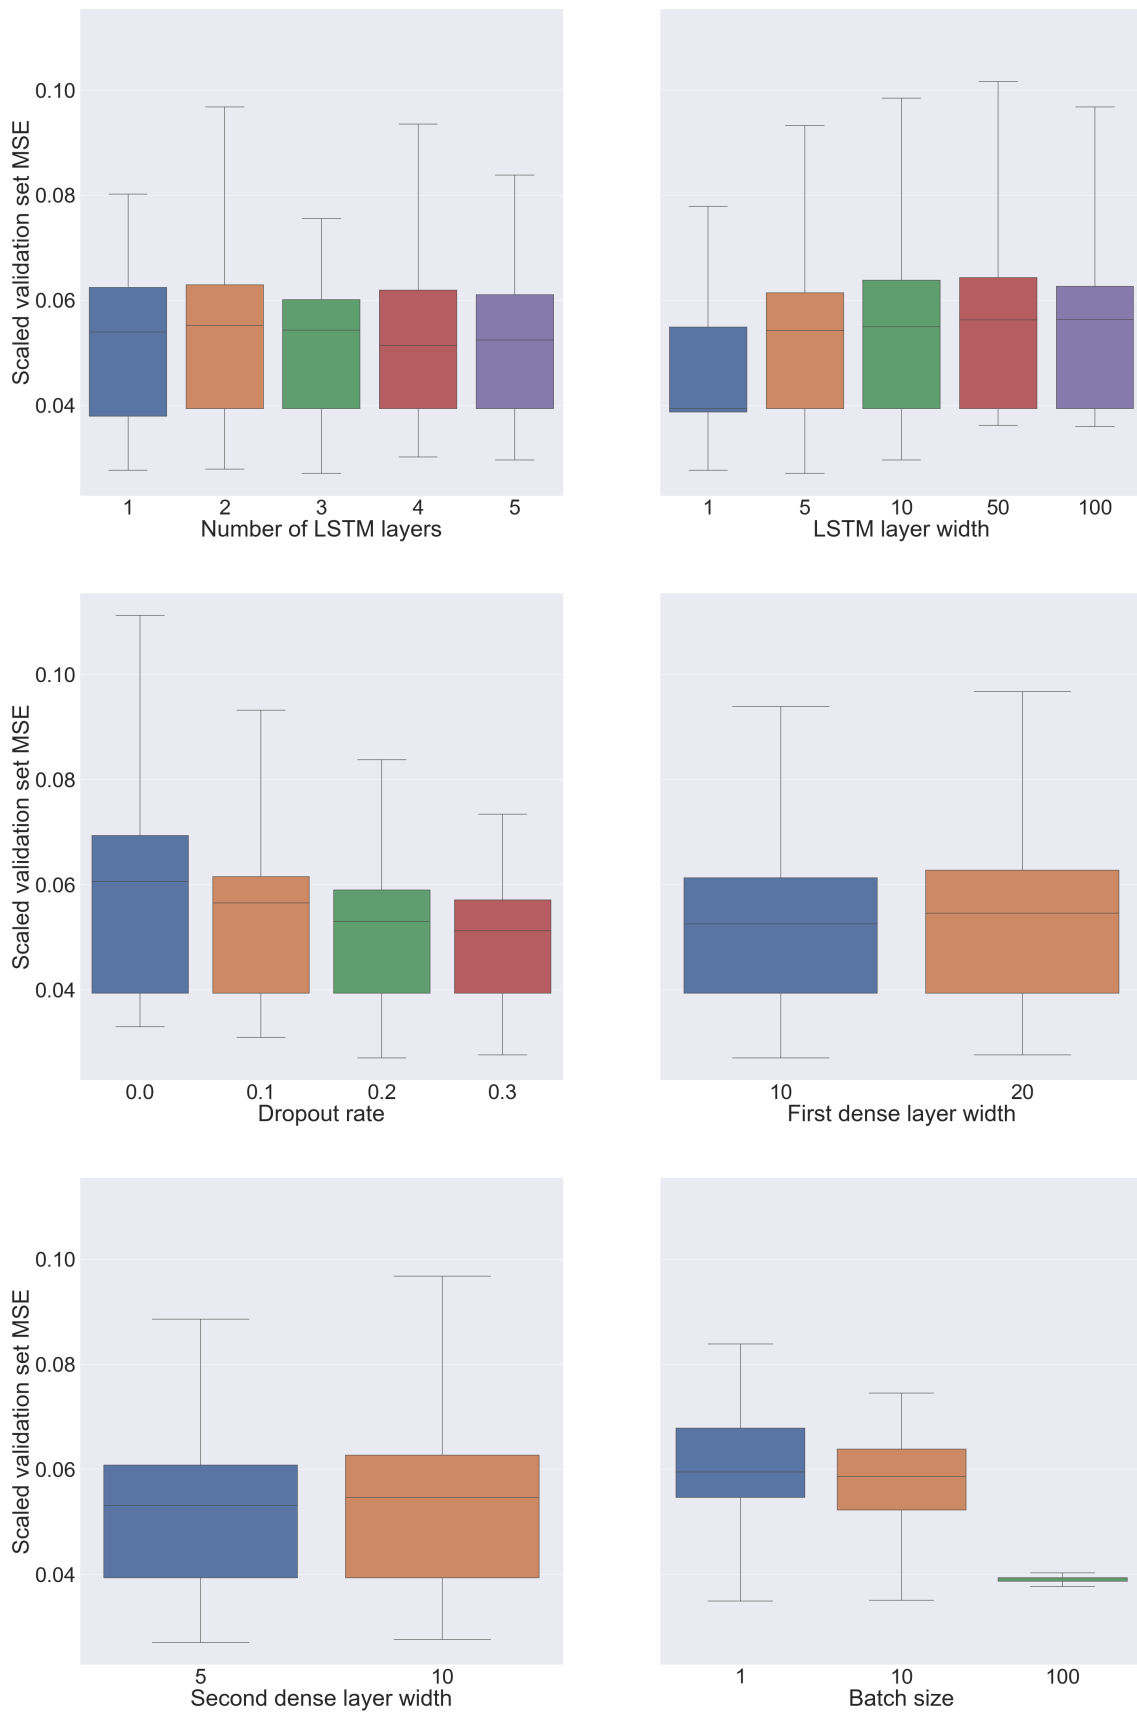 Scaled validation set MSE
0.10
0.08
0.06
0.04
1 2 3 4 5
Number of LSTM layers
1 5 10 50 100
LSTM layer width
Scaled validation set MSE
0.10
0.08
0.06
0.04
0.0 0.1 0.2 0.3
Dropout rate
10 20
First dense layer width
Scaled validation set MSE
0.10
0.08
0.06
0.04
5 10
Second dense layer width
1 10 100
Batch size